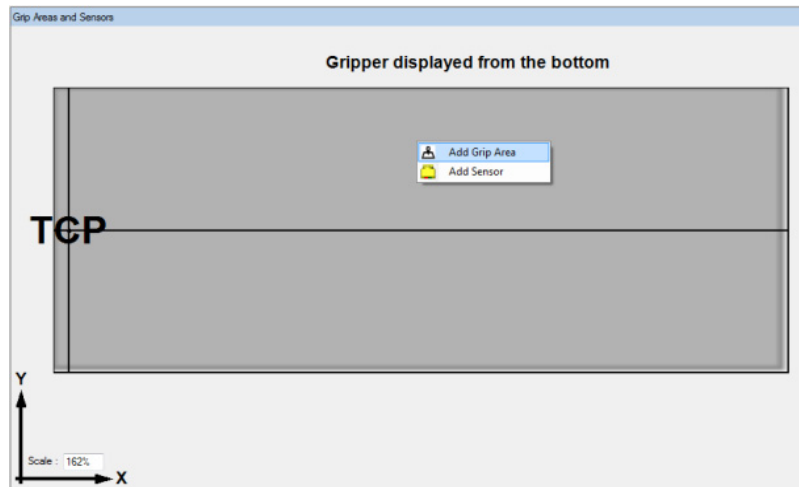 Grip Areas and Sensors
Gripper displayed from the bottom
Add Grip Area
Add Sensor
TCP
Y
Scale : 162%
X